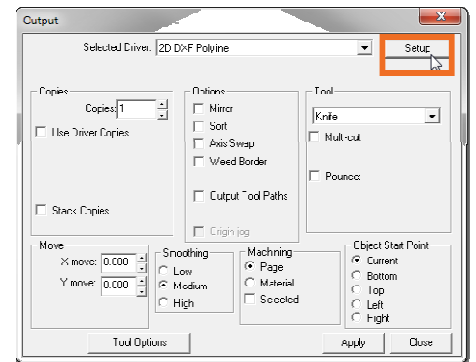 Output
Selected Driver: 2D DXF Polyline Setup
Copies Options Tool
Copies: 1 Mirror Knife
Use Driver Copies Sort Multi-cut
Axis Swap
Weed Border Pounce
Output Tool Paths
Stack Copies
Origin jog
Move Smoothing Machining Object Start Point
X move: 0.000 Low Page Current
Y move: 0.000 Medium Material Bottom
High Selected Top
Left
Right
Tool Options Apply Close